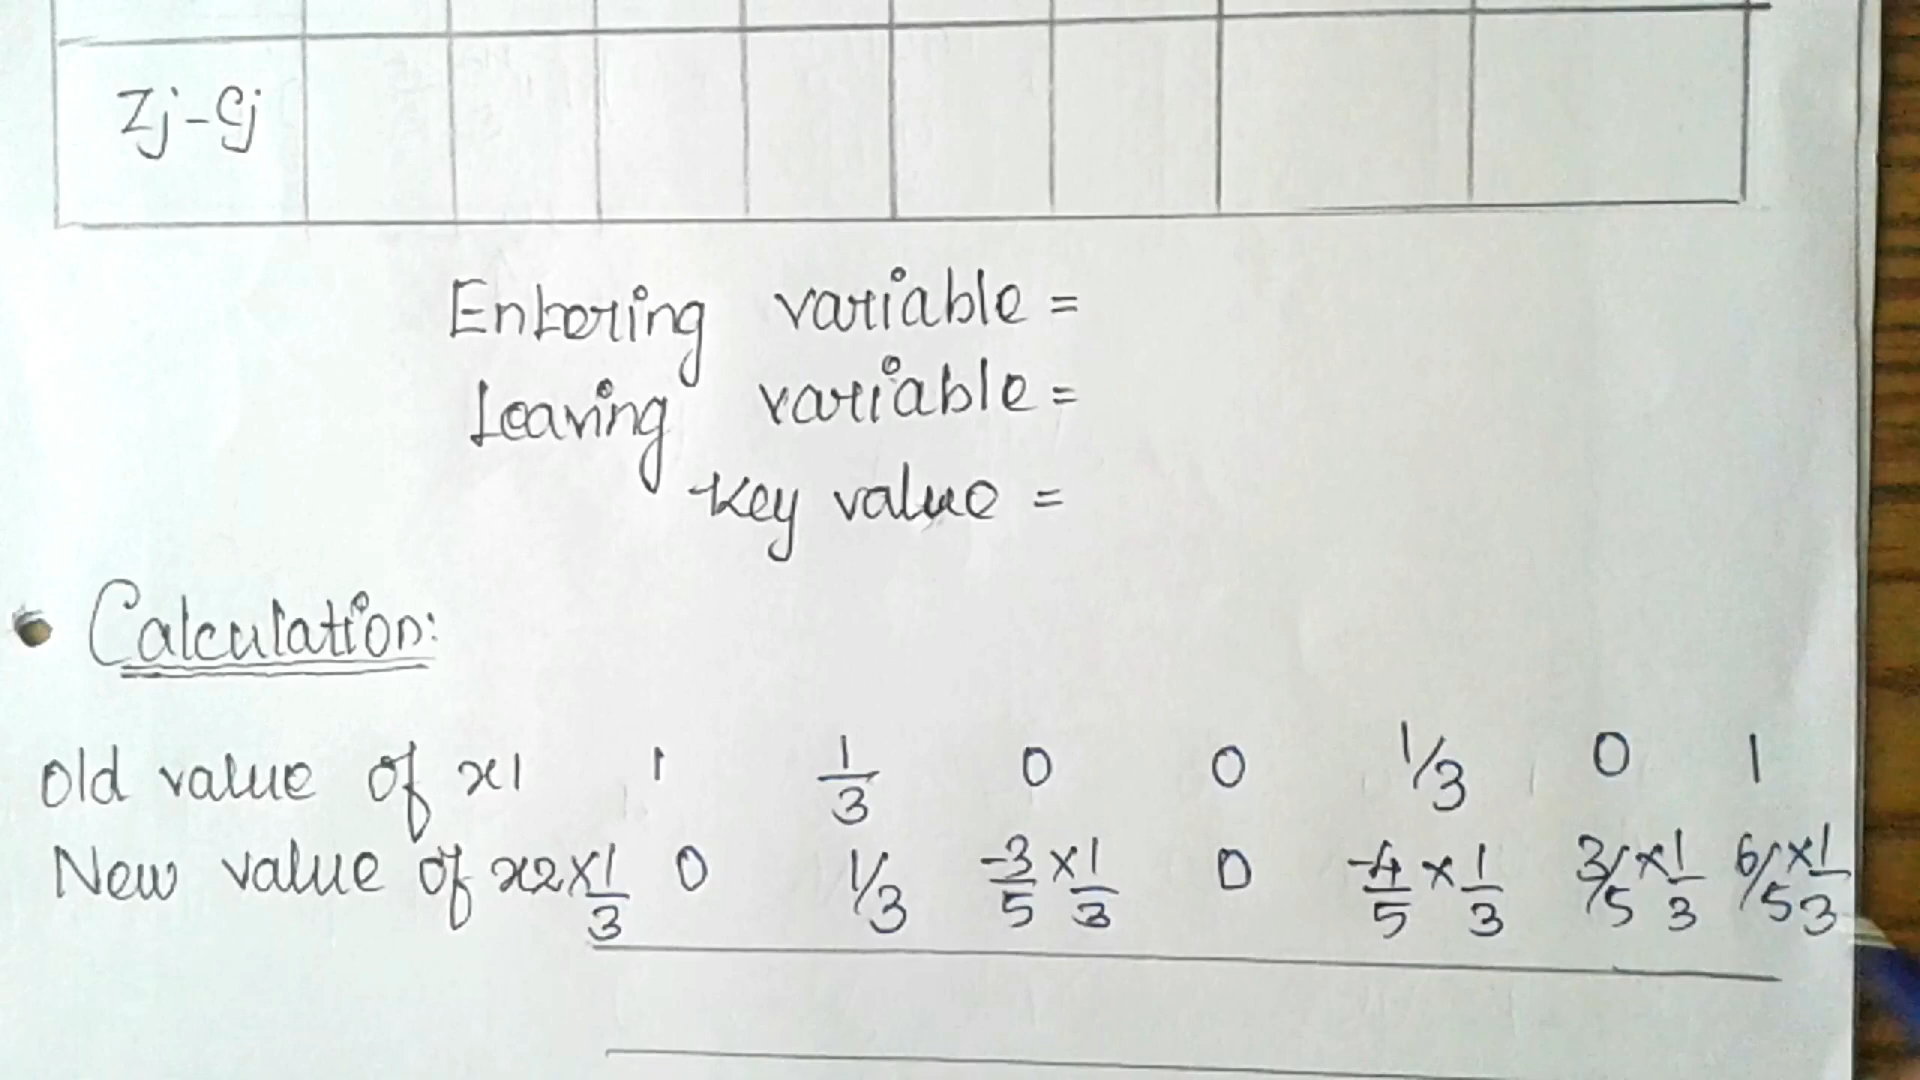 Zj-Cj
Entering variable =
Leaving variable =
Key value =
Calculation:
Old value of x1 1 1/3 0 0 1/3 0 1
New value of x2×1/3 0 1/3 -3/5×1/3 0 -4/5×1/3 3/5×1/3 6/5×1/3